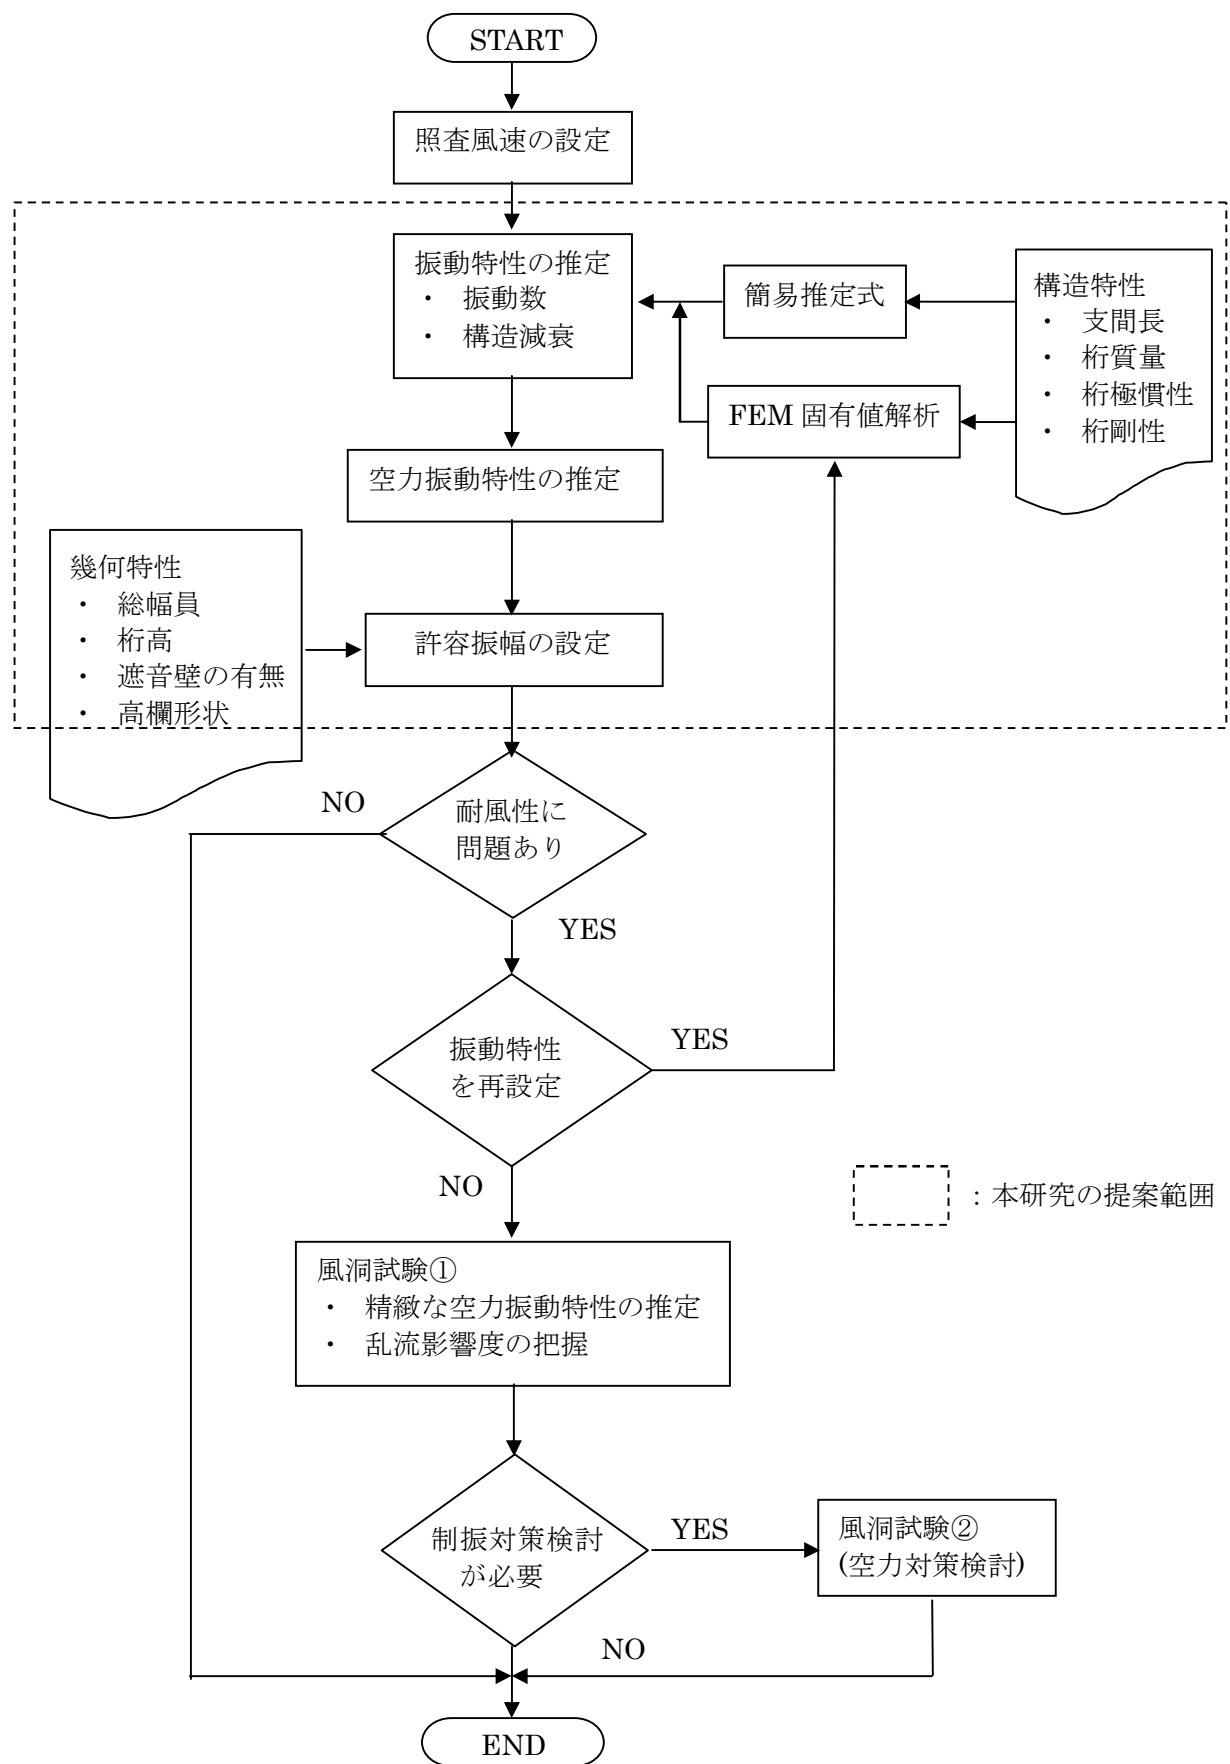 START
照査風速の設定
振動特性の推定
・ 振動数
・ 構造減衰
簡易推定式
FEM 固有値解析
構造特性
・ 支間長
・ 桁質量
・ 桁極慣性
・ 桁剛性
空力振動特性の推定
幾何特性
・ 総幅員
・ 桁高
・ 遮音壁の有無
・ 高欄形状
許容振幅の設定
NO
耐風性に
問題あり
YES
振動特性
を再設定
YES
NO
：本研究の提案範囲
風洞試験①
・ 精緻な空力振動特性の推定
・ 乱流影響度の把握
制振対策検討
が必要
YES
風洞試験②
(空力対策検討)
NO
END